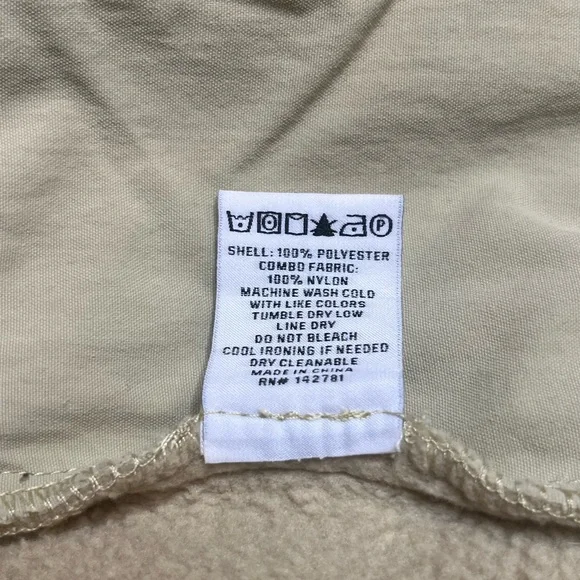 P
SHELL: 100% POLYESTER
COMBO FABRIC:
100% NYLON
MACHINE WASH COLD
WITH LIKE COLORS
TUMBLE DRY LOW
LINE DRY
DO NOT BLEACH
COOL IRONING IF NEEDED
DRY CLEANABLE
MADE IN CHINA
RN# 142781